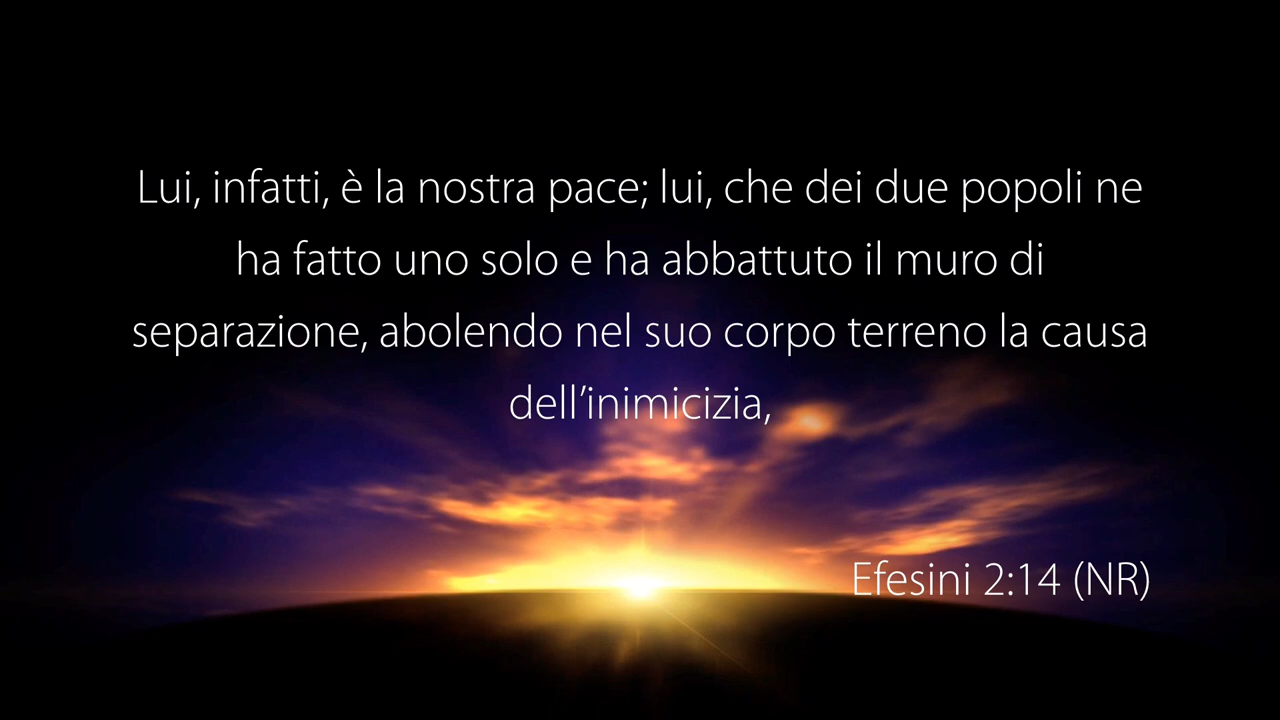 Lui, infatti, è la nostra pace; lui, che dei due popoli ne
ha fatto uno solo e ha abbattuto il muro di
separazione, abolendo nel suo corpo terreno la causa
dell’inimicizia,
Efesini 2:14 (NR)